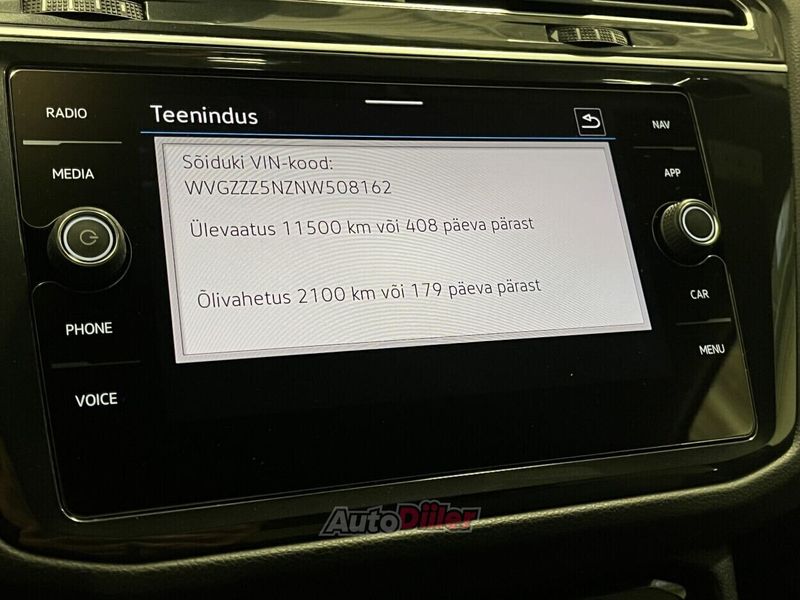 RADIO
MEDIA
PHONE
VOICE
Teenindus
Sõiduki VIN-kood:
WVGZZZ5NZNW508162
Ülevaatus 11500 km või 408 päeva pärast
Õlivahetus 2100 km või 179 päeva pärast
NAV
APP
CAR
MENU
AutoDiiler